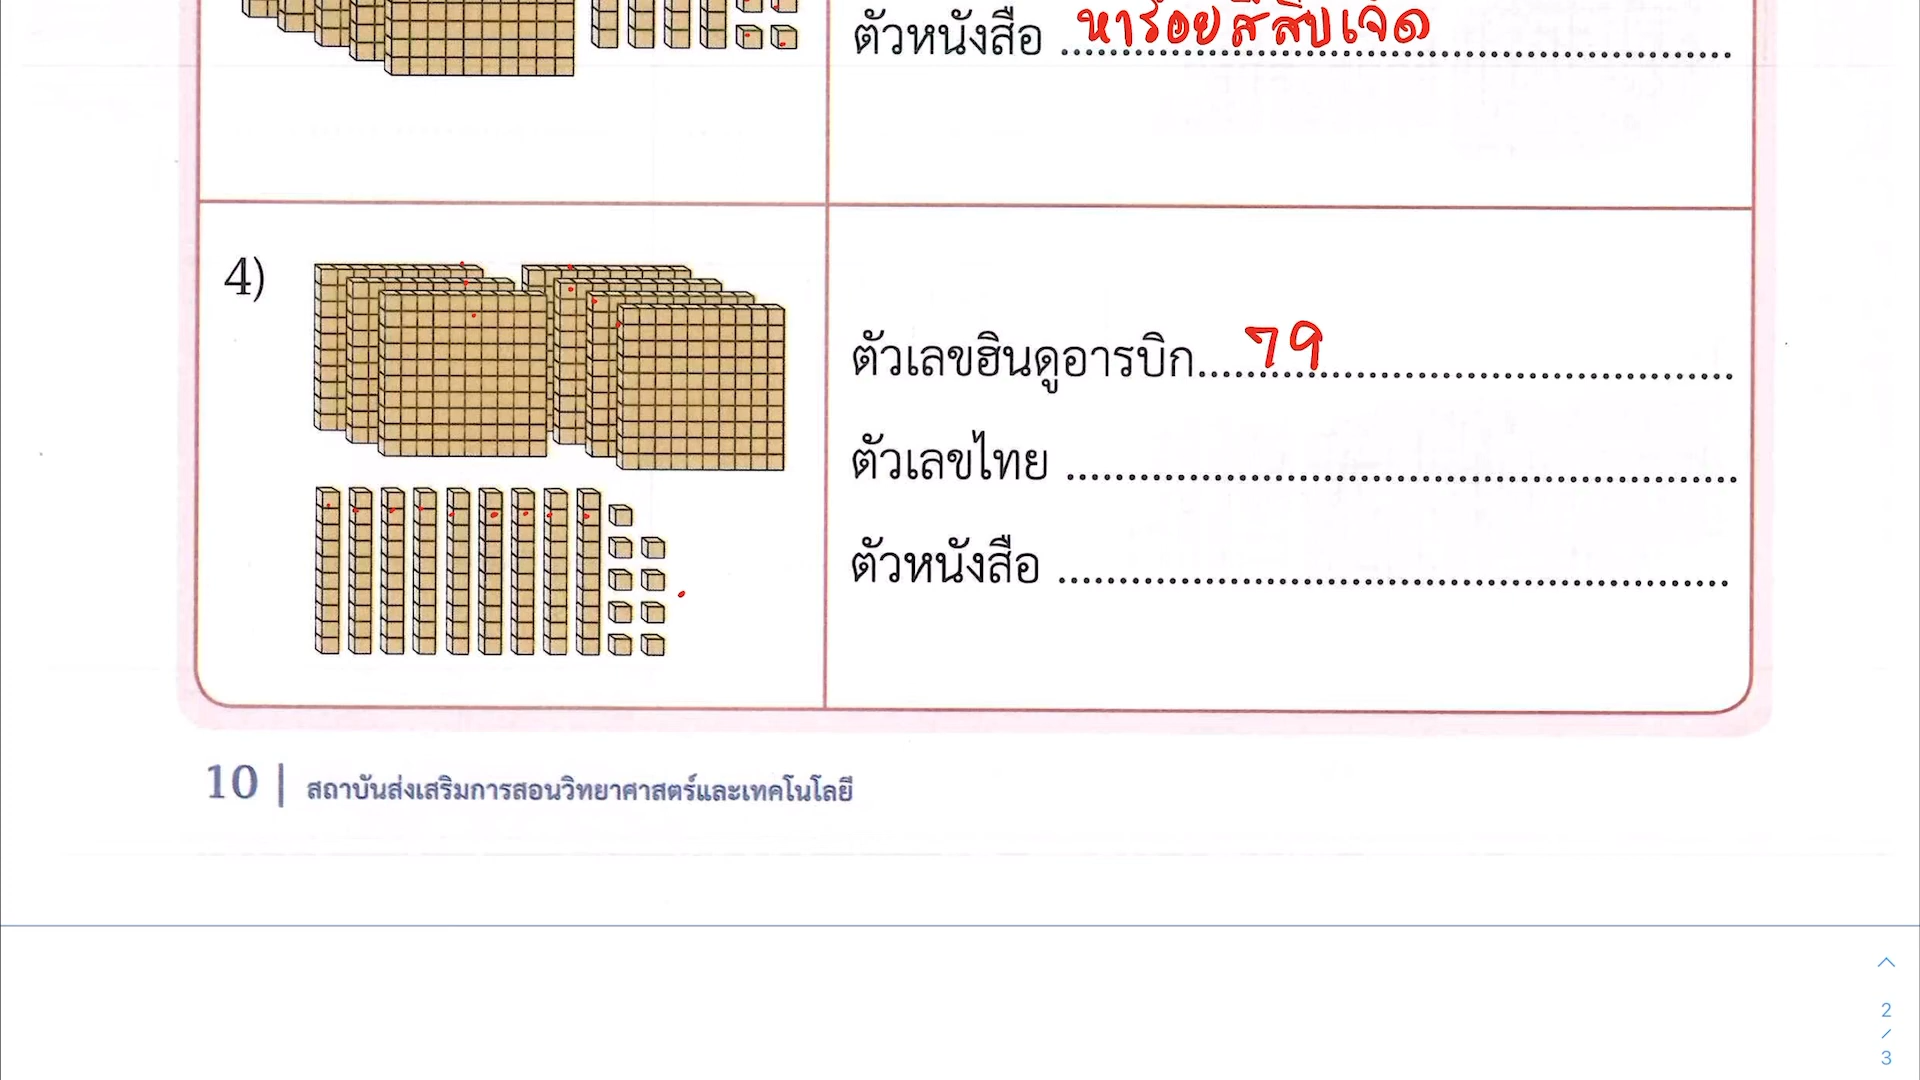 ตัวหนังสือ ห้าร้อยสี่สิบเจ็ด
4)
ตัวเลขฮินดูอารบิก 79
ตัวเลขไทย
ตัวหนังสือ
10 | สถาบันส่งเสริมการสอนวิทยาศาสตร์และเทคโนโลยี
2
/
3